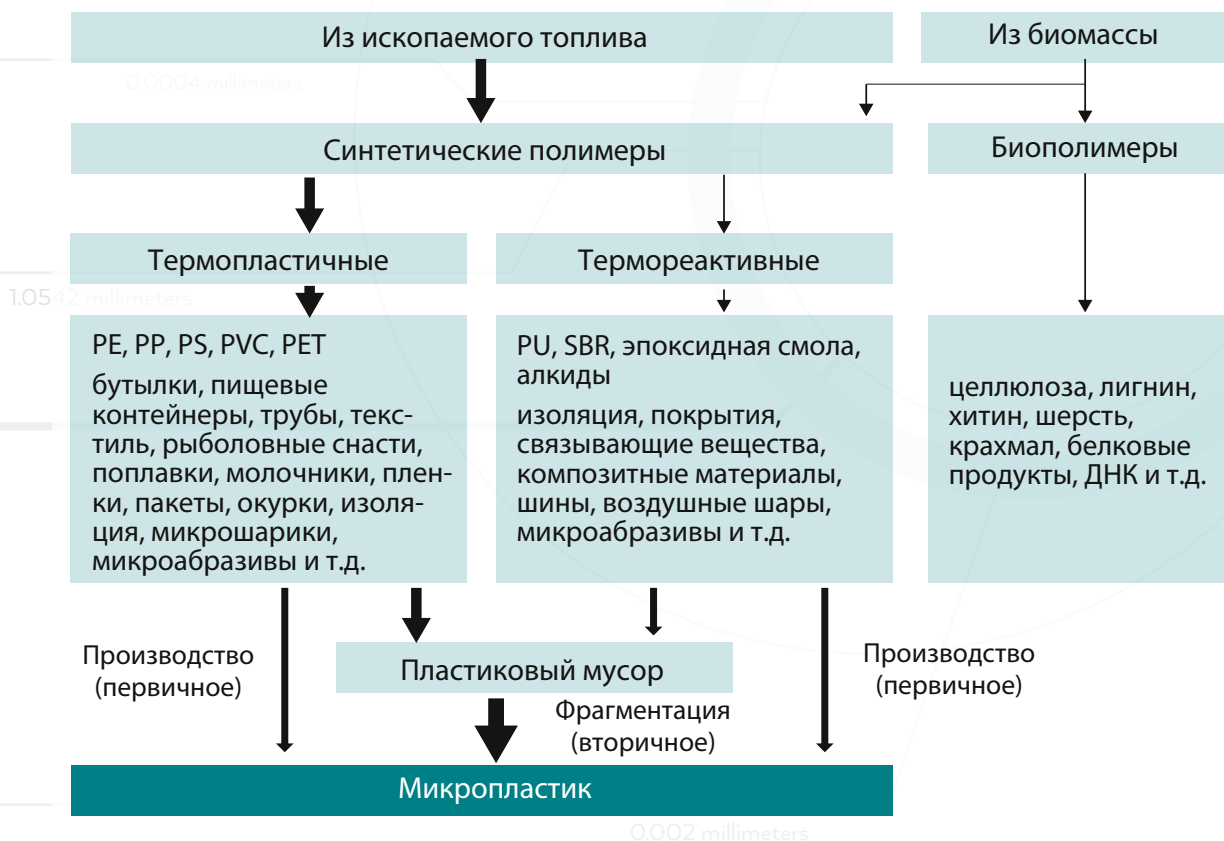 Из ископаемого топлива
Из биомассы
0.0004 millimeters
Синтетические полимеры
Биополимеры
Термопластичные
Термореактивные
1.0542 millimeters
PE, PP, PS, PVC, PET
бутылки, пищевые
контейнеры, трубы, текс-
тиль, рыболовные снасти,
поплавки, молочники, плен-
ки, пакеты, окурки, изоля-
ция, микрошарики,
микроабразивы и т.д.
PU, SBR, эпоксидная смола,
алкиды
изоляция, покрытия,
связывающие вещества,
композитные материалы,
шины, воздушные шары,
микроабразивы и т.д.
целлюлоза, лигнин,
хитин, шерсть,
крахмал, белковые
продукты, ДНК и т.д.
Производство
(первичное)
Пластиковый мусор
Производство
(первичное)
Фрагментация
(вторичное)
Микропластик
0.002 millimeters